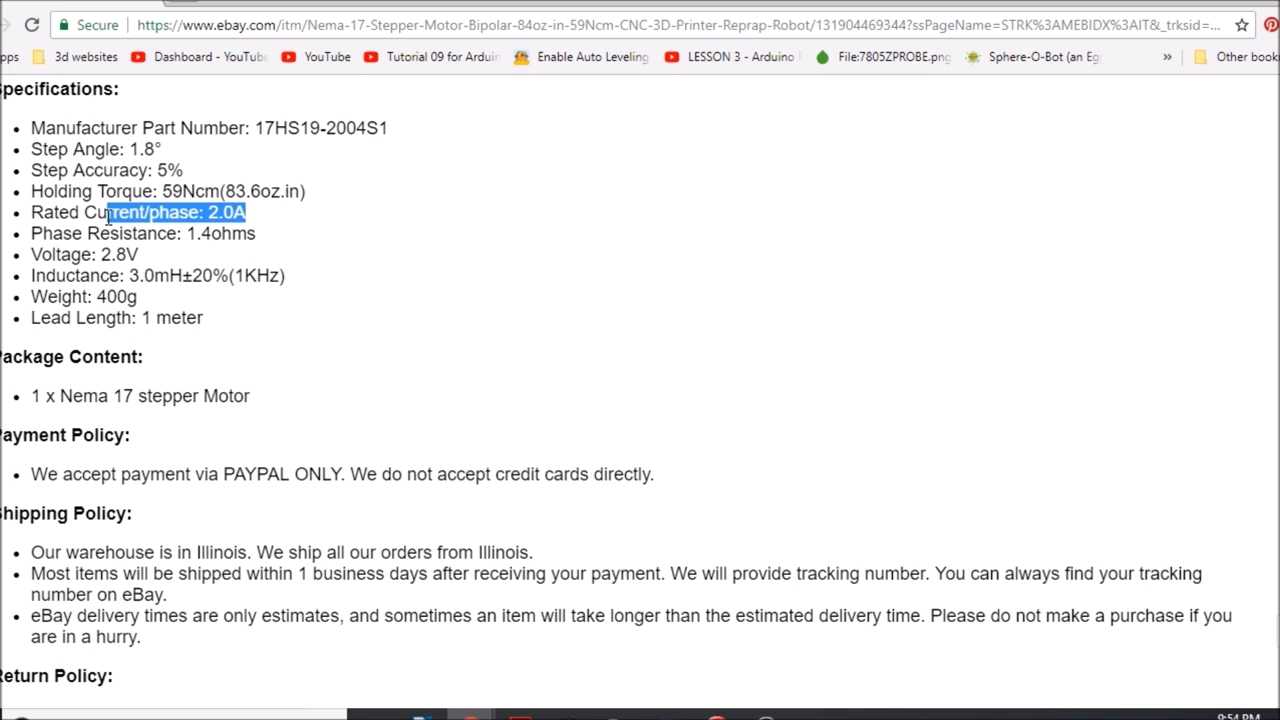 Secure https://www.ebay.com/itm/Nema-17-Stepper-Motor-Bipolar-84oz-in-59Ncm-CNC-3D-Printer-Reprap-Robot/131904469344?ssPageName=STRK%3AMEBIDX%3AIT&_trksid=...
pps 3d websites Dashboard - YouTube YouTube Tutorial 09 for Arduin Enable Auto Leveling LESSON 3 - Arduino File:7805ZPROBE.png Sphere-O-Bot (an Eg » Other book
pecifications:
• Manufacturer Part Number: 17HS19-2004S1
• Step Angle: 1.8°
• Step Accuracy: 5%
• Holding Torque: 59Ncm(83.6oz.in)
• Rated Current/phase: 2.0A
• Phase Resistance: 1.4ohms
• Voltage: 2.8V
• Inductance: 3.0mH±20%(1KHz)
• Weight: 400g
• Lead Length: 1 meter
ackage Content:
• 1 x Nema 17 stepper Motor
ayment Policy:
• We accept payment via PAYPAL ONLY. We do not accept credit cards directly.
hipping Policy:
• Our warehouse is in Illinois. We ship all our orders from Illinois.
• Most items will be shipped within 1 business days after receiving your payment. We will provide tracking number. You can always find your tracking
number on eBay.
• eBay delivery times are only estimates, and sometimes an item will take longer than the estimated delivery time. Please do not make a purchase if you
are in a hurry.
eturn Policy:
9:54 PM